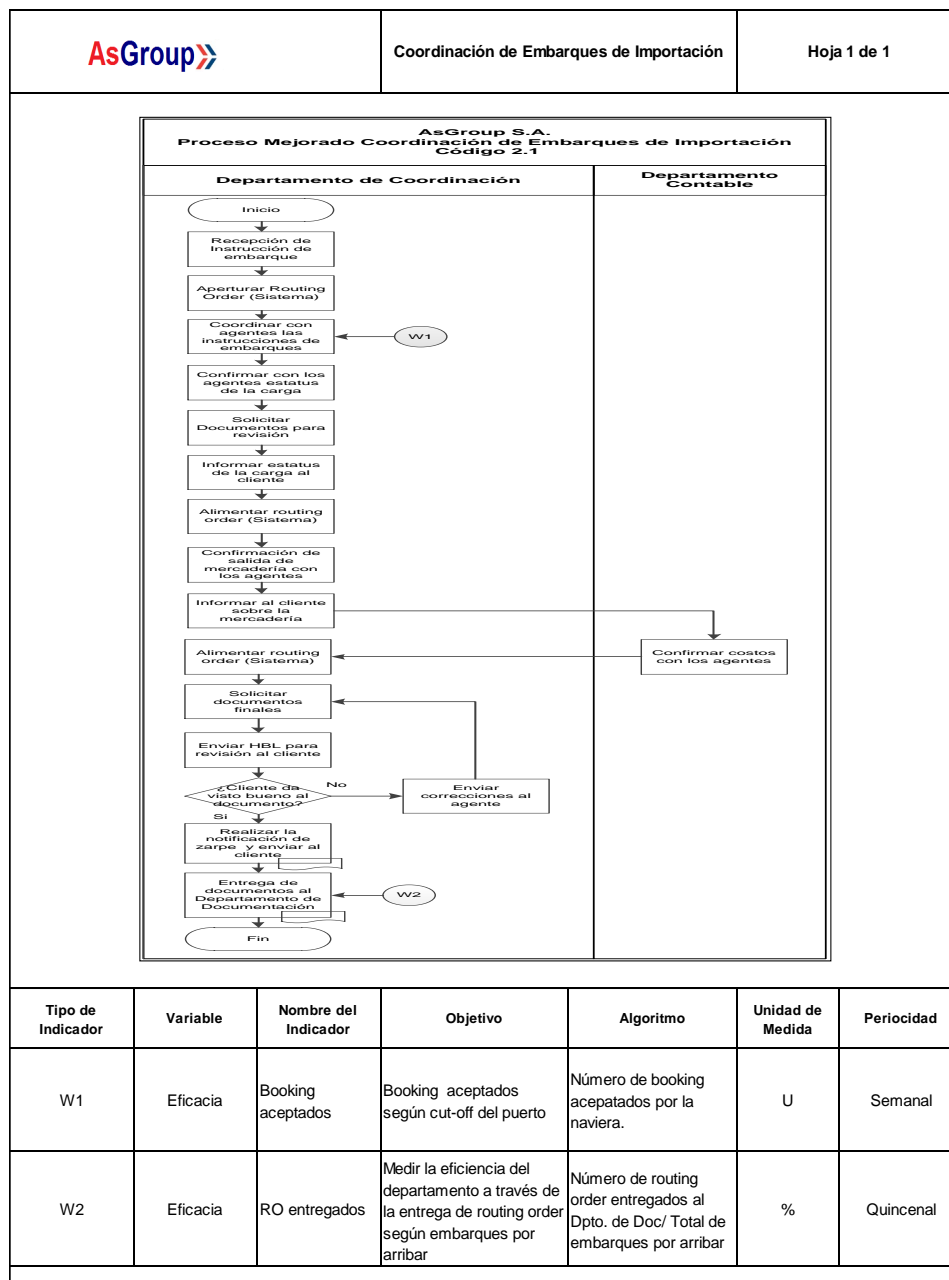 AsGroup
Coordinación de Embarques de Importación
Hoja 1 de 1
AsGroup S.A.
Proceso Mejorado Coordinación de Embarques de Importación
Código 2.1
Departamento de Coordinación
Departamento
Contable
Inicio
Recepción de
Instrucción de
embarque
Aperturar Routing
Order (Sistema)
Coordinar con
agentes las
instrucciones de
embarques
W1
Confirmar con los
agentes estatus
de la carga
Solicitar
Documentos para
revisión
Informar estatus
de la carga al
cliente
Alimentar routing
order (Sistema)
Confirmación de
salida de
mercadería con
los agentes
Informar al cliente
sobre la
mercadería
Alimentar routing
order (Sistema)
Confirmar costos
con los agentes
Solicitar
documentos
finales
Enviar HBL para
revisión al cliente
¿Cliente da
visto bueno al
documento?
No
Enviar
correcciones al
agente
Si
Realizar la
notificación de
zarpe y enviar al
cliente
Entrega de
documentos al
Departamento de
Documentación
W2
Fin
Tipo de
Indicador
Variable
Nombre del
Indicador
Objetivo
Algoritmo
Unidad de
Medida
Periocidad
W1
Eficacia
Booking
aceptados
Booking aceptados
según cut-off del puerto
Número de booking
acepatados por la
naviera.
U
Semanal
W2
Eficacia
RO entregados
Medir la eficiencia del
departamento a través de
la entrega de routing order
según embarques por
arribar
Número de routing
order entregados al
Dpto. de Doc/ Total de
embarques por arribar
%
Quincenal